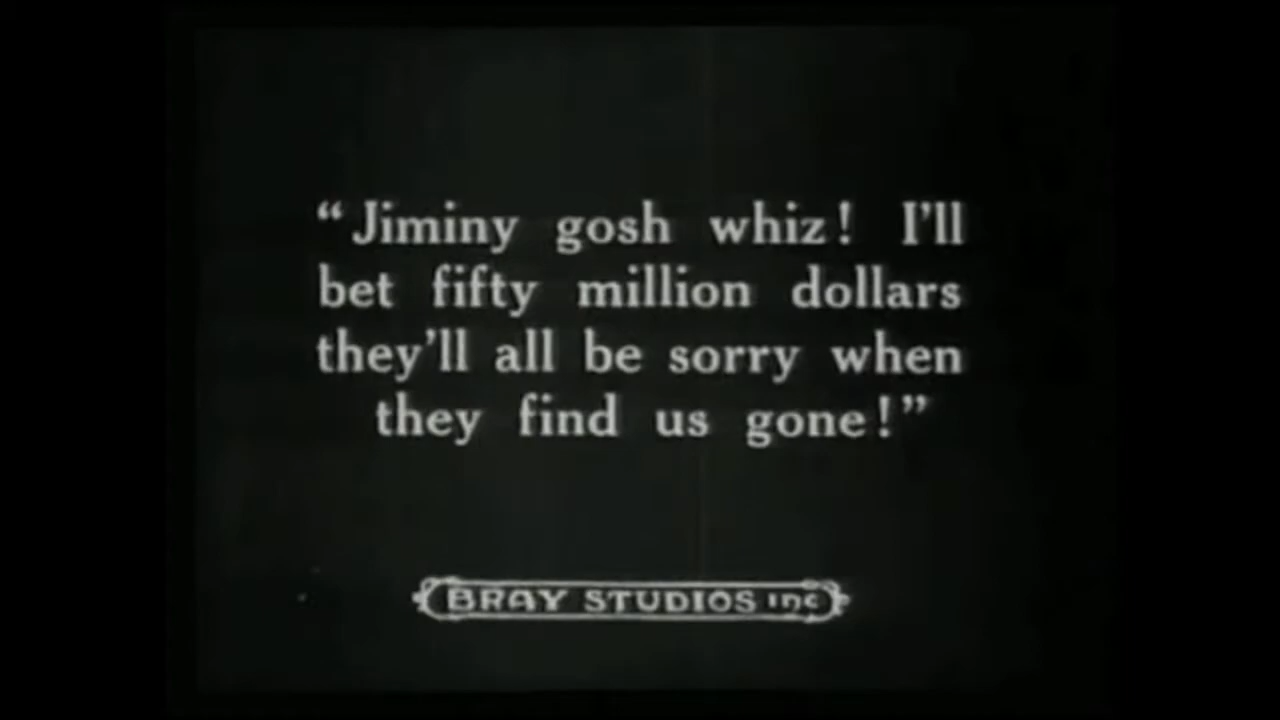 “Jiminy gosh whiz! I’ll
bet fifty million dollars
they’ll all be sorry when
they find us gone!”
BRAY STUDIOS Inc